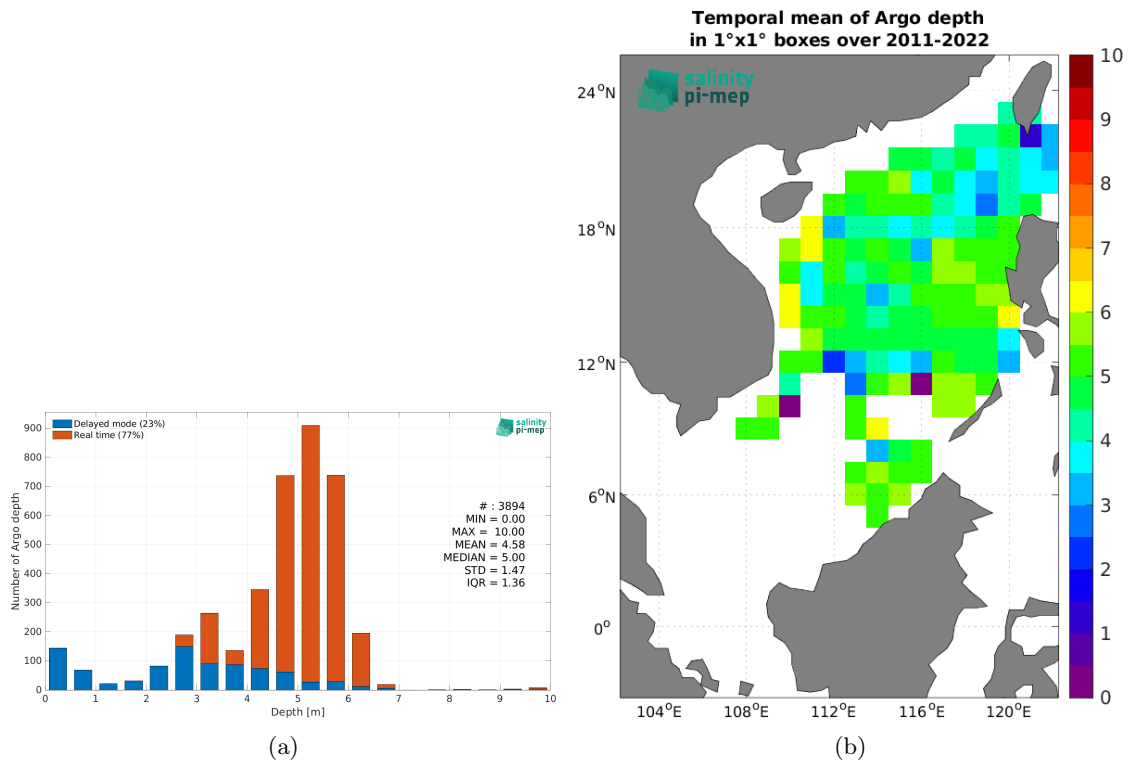 Delayed mode (23%)
Real time (77%)
salinity
pi-mep
# : 3894
MIN = 0.00
MAX = 10.00
MEAN = 4.58
MEDIAN = 5.00
STD = 1.47
IQR = 1.36
Number of Argo depth
900
800
700
600
500
400
300
200
100
0
0 1 2 3 4 5 6 7 8 9 10
Depth [m]
(a)
Temporal mean of Argo depth
in 1°x1° boxes over 2011-2022
salinity
pi-mep
24°N
18°N
12°N
6°N
0°
104°E 108°E 112°E 116°E 120°E
10
9
8
7
6
5
4
3
2
1
0
(b)